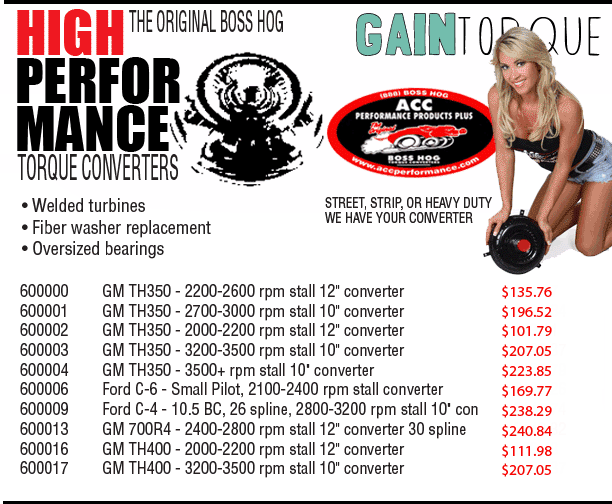 HIGH THE ORIGINAL BOSS HOG
PERFOR
MANCE
TORQUE CONVERTERS
GAINTORQUE
(888) BOSS HOG
ACC
PERFORMANCE PRODUCTS PLUS
BOSS HOG
TORQUE CONVERTERS
www.accperformance.com
• Welded turbines
• Fiber washer replacement
• Oversized bearings
STREET, STRIP, OR HEAVY DUTY
WE HAVE YOUR CONVERTER
600000 GM TH350 - 2200-2600 rpm stall 12" converter $135.76
600001 GM TH350 - 2700-3000 rpm stall 10" converter $196.52
600002 GM TH350 - 2000-2200 rpm stall 12" converter $101.79
600003 GM TH350 - 3200-3500 rpm stall 10" converter $207.05
600004 GM TH350 - 3500+ rpm stall 10" converter $223.85
600006 Ford C-6 - Small Pilot, 2100-2400 rpm stall converter $169.77
600009 Ford C-4 - 10.5 BC, 26 spline, 2800-3200 rpm stall 10" con $238.29
600013 GM 700R4 - 2400-2800 rpm stall 12" converter 30 spline $240.84
600016 GM TH400 - 2000-2200 rpm stall 12" converter $111.98
600017 GM TH400 - 3200-3500 rpm stall 10" converter $207.05